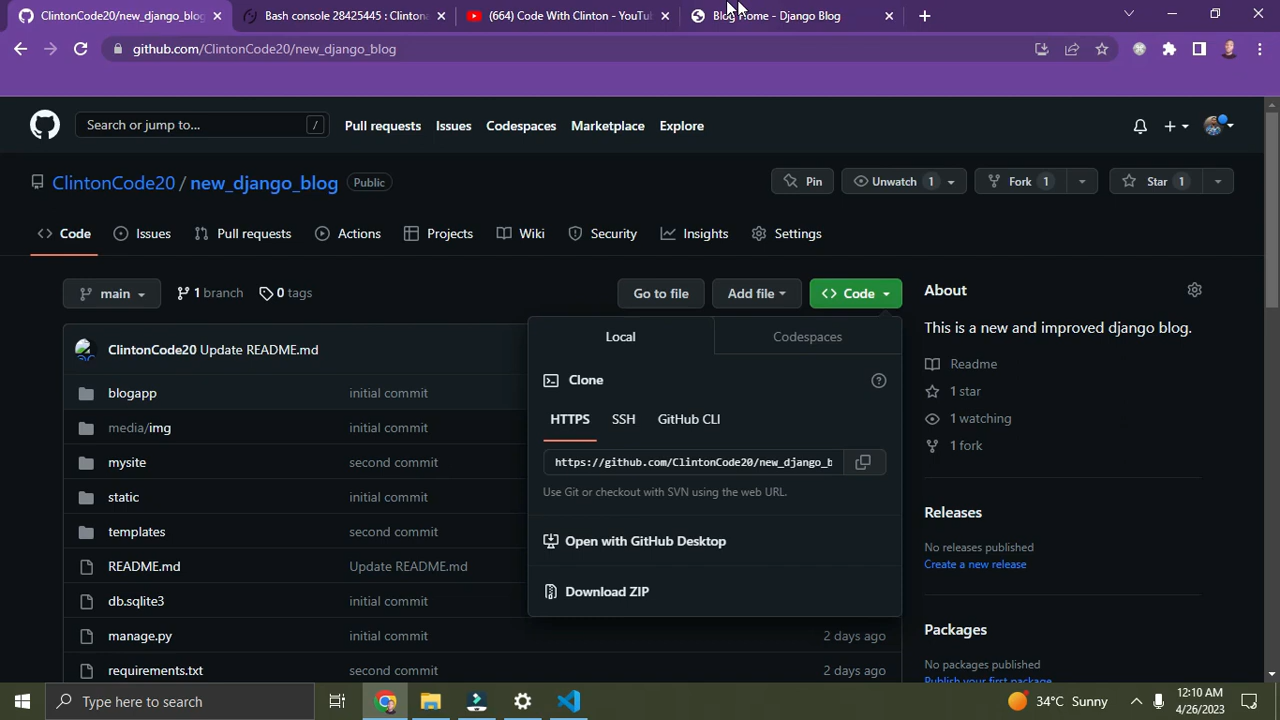 ClintonCode20/new_django_blog
Bash console 28425445 : Clintona
(664) Code With Clinton - YouTub
Blog Home - Django Blog
github.com/ClintonCode20/new_django_blog
Search or jump to... /
Pull requests
Issues
Codespaces
Marketplace
Explore
ClintonCode20 / new_django_blog Public
Pin
Unwatch 1
Fork 1
Star 1
Code
Issues
Pull requests
Actions
Projects
Wiki
Security
Insights
Settings
main
1 branch
0 tags
Go to file
Add file
Code
About
This is a new and improved django blog.
Readme
1 star
1 watching
1 fork
Local
Codespaces
Clone
HTTPS
SSH
GitHub CLI
https://github.com/ClintonCode20/new_django_b
Use Git or checkout with SVN using the web URL.
Open with GitHub Desktop
Download ZIP
ClintonCode20 Update README.md
blogapp initial commit
media/img initial commit
mysite second commit
static initial commit
templates initial commit
README.md Update README.md
db.sqlite3 initial commit
manage.py initial commit 2 days ago
requirements.txt second commit 2 days ago
Releases
No releases published
Create a new release
Packages
No packages published
Publish your first package
Type here to search
34°C Sunny
12:10 AM
4/26/2023